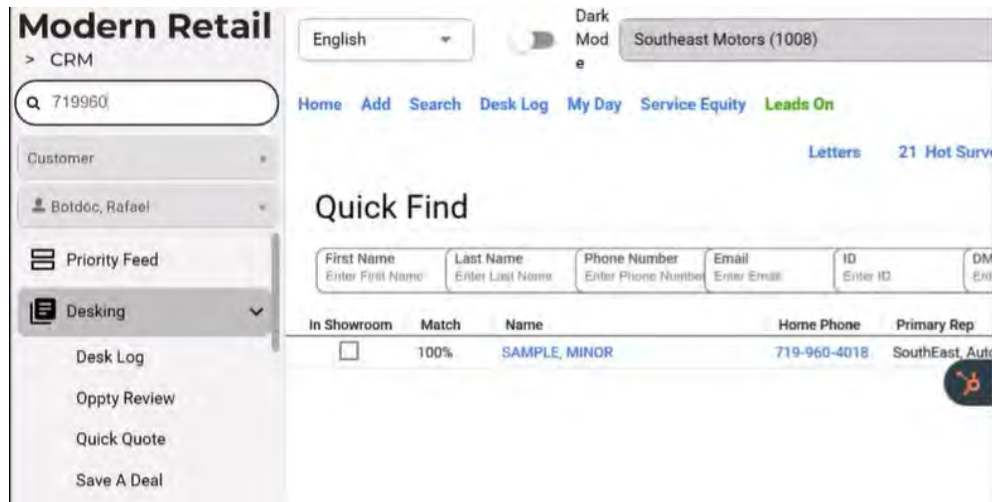 Modern Retail
> CRM
719960
Customer
Botdoc, Rafael
Priority Feed
Desking
Desk Log
Oppty Review
Quick Quote
Save A Deal
English
Dark
Mod
e
Southeast Motors (1008)
Home Add Search Desk Log My Day Service Equity Leads On
Letters 21 Hot Surve
Quick Find
First Name Last Name Phone Number Email ID DM
Enter First Name Enter Last Name Enter Phone Number Enter Email Enter ID Ent
In Showroom Match Name Home Phone Primary Rep
100% SAMPLE, MINOR 719-960-4018 SouthEast, Auto